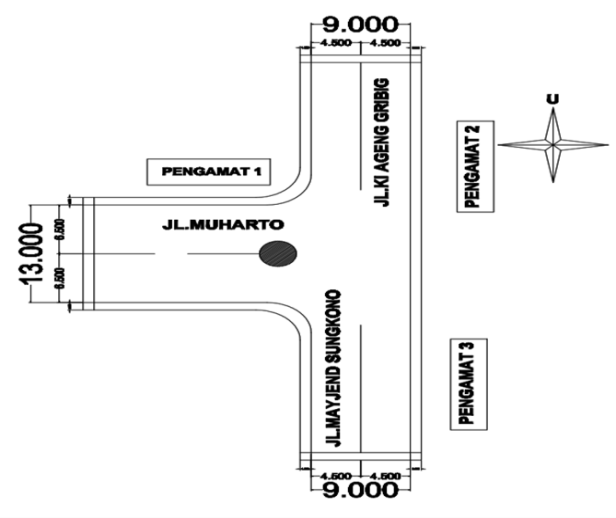 9.000
4.500 4.500
JL.KI AGENG GRIBIG
PENGAMAT 2
U
PENGAMAT 1
JL.MUHARTO
13.000
6.500
6.500
JL.MAYJEND SUNGKONO
PENGAMAT 3
4.500 4.500
9.000